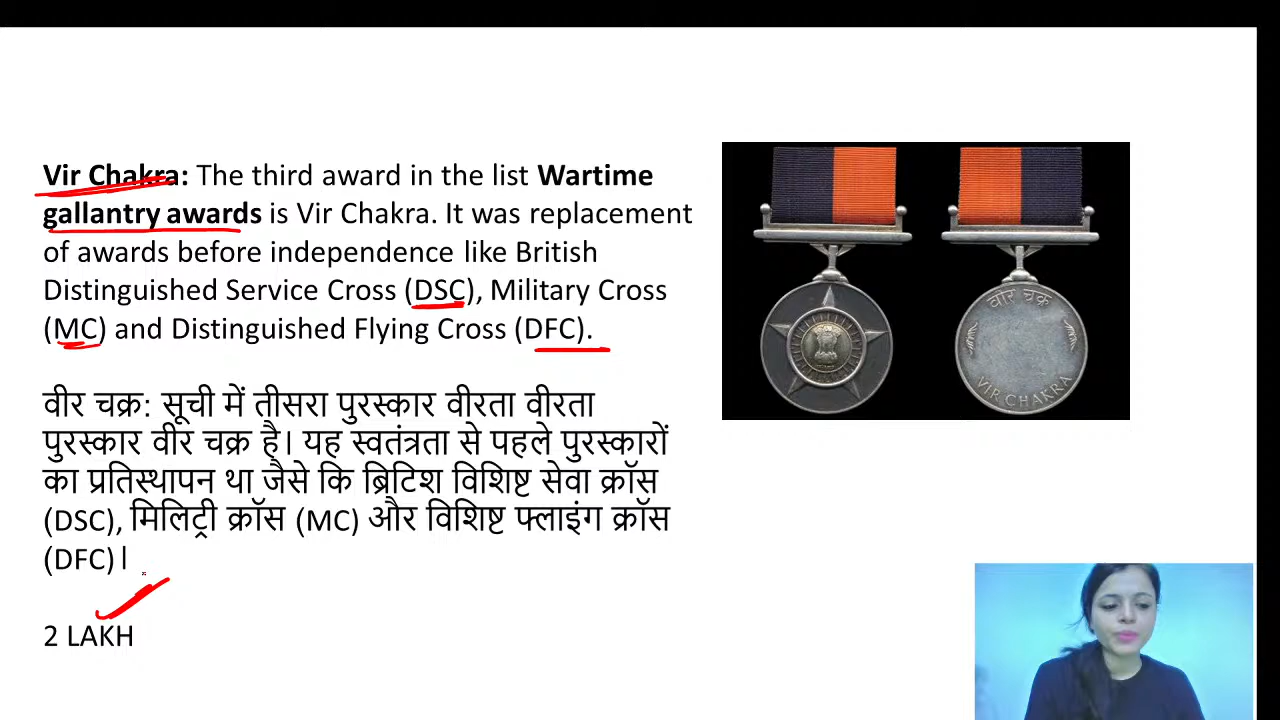 Vir Chakra: The third award in the list Wartime
gallantry awards is Vir Chakra. It was replacement
of awards before independence like British
Distinguished Service Cross (DSC), Military Cross
(MC) and Distinguished Flying Cross (DFC).
वीर चक्र: सूची में तीसरा पुरस्कार वीरता वीरता
पुरस्कार वीर चक्र है। यह स्वतंत्रता से पहले पुरस्कारों
का प्रतिस्थापन था जैसे कि ब्रिटिश विशिष्ट सेवा क्रॉस
(DSC), मिलिट्री क्रॉस (MC) और विशिष्ट फ्लाइंग क्रॉस
(DFC)।
2 LAKH
वीर चक्र
VIR CHAKRA